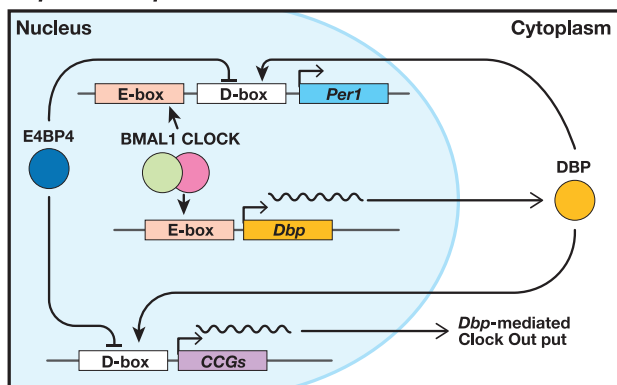 Nucleus
Cytoplasm
E-box
D-box
Per1
E4BP4
BMAL1 CLOCK
DBP
E-box
Dbp
Dbp-mediated
Clock Out put
D-box
CCGs